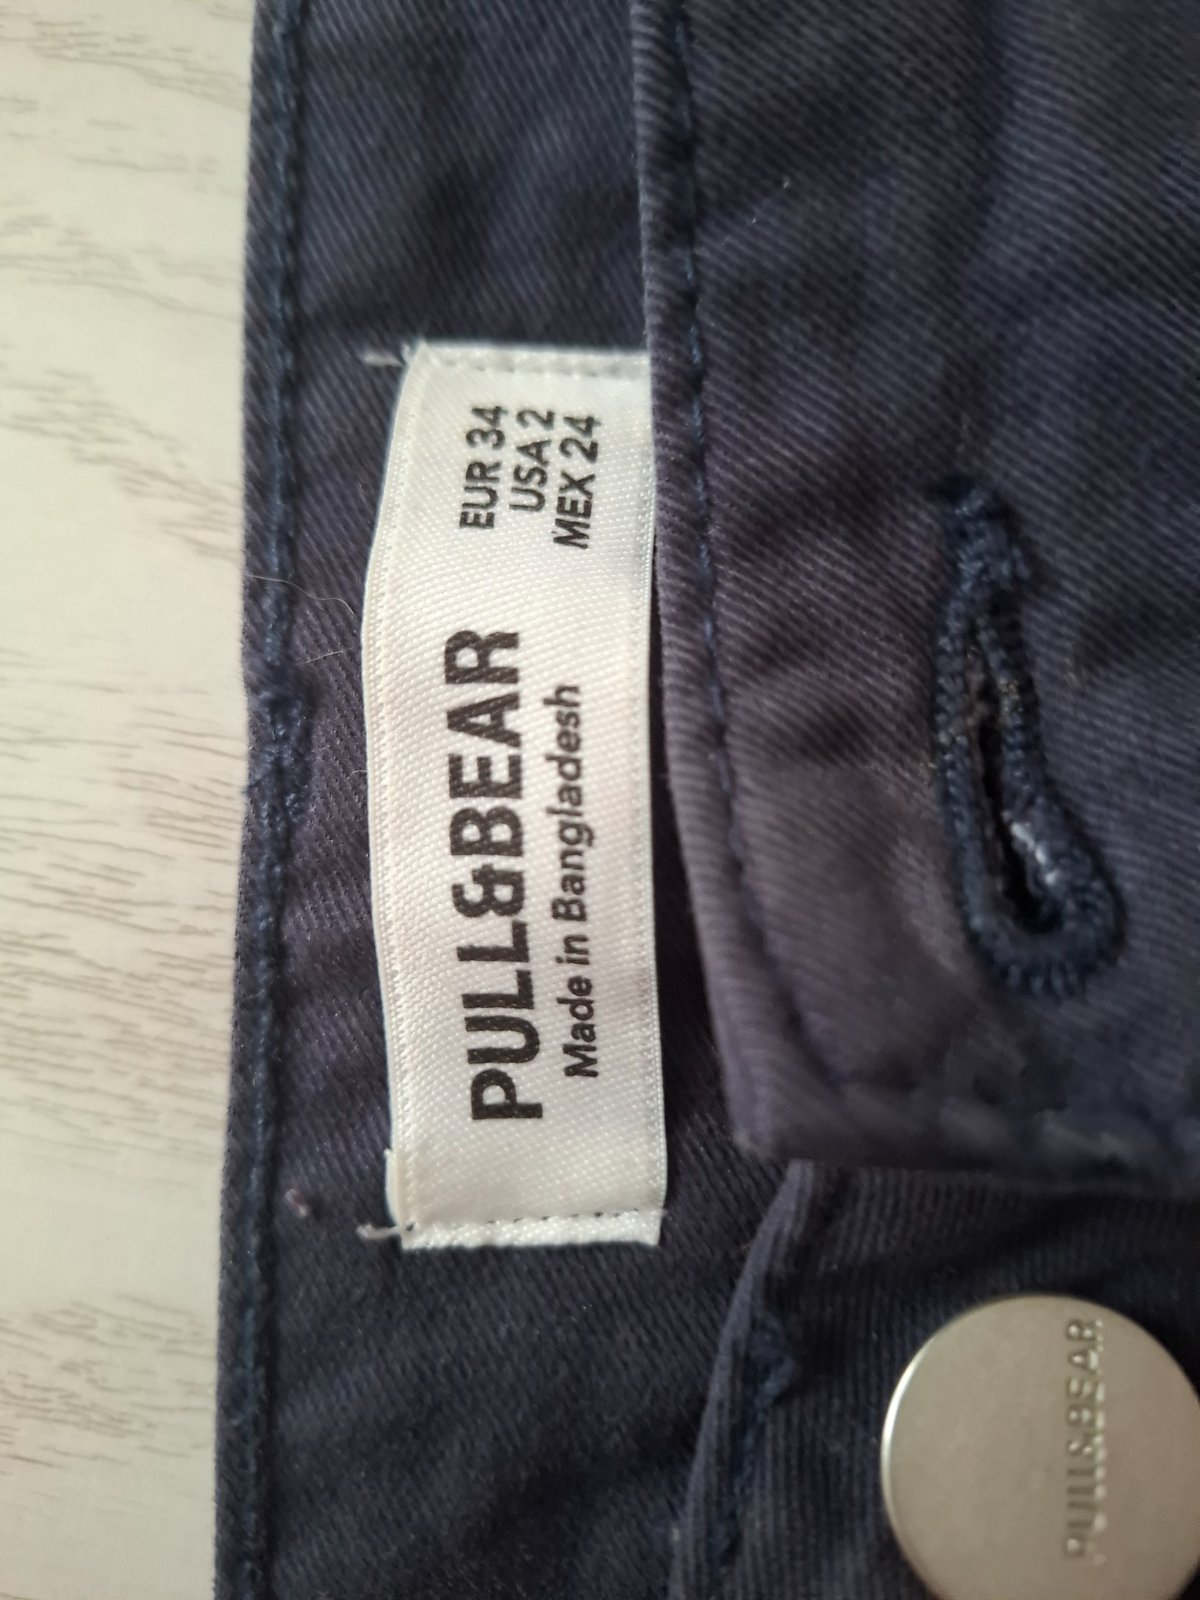 PULL&BEAR
Made in Bangladesh
EUR 34
USA 2
MEX 24
PULL&BEAR